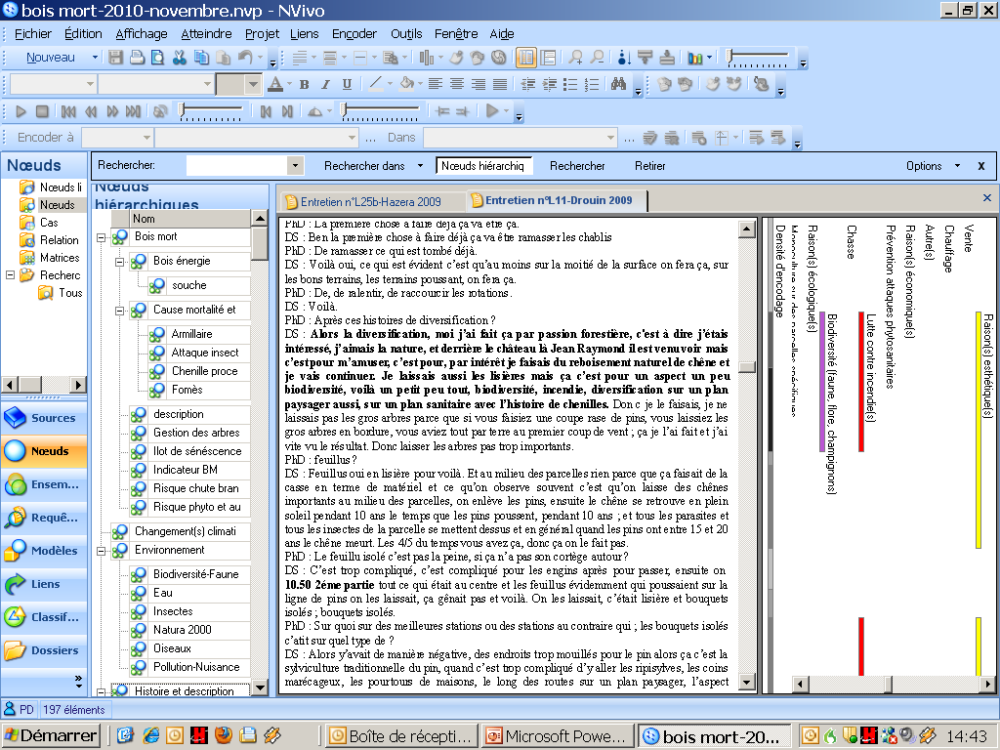 bois mort-2010-novembre.nvp - NVivo
Fichier Édition Affichage Atteindre Projet Liens Encoder Outils Fenêtre Aide
Nouveau
A B I U
Encoder à ... Dans ...
Nœuds
Rechercher: Rechercher dans Nœuds hiérarchiq Rechercher Retirer Options x
Nœuds li
Nœuds
Cas
Relation
Matrices
Recherc
Tous
Sources
Nœuds
Ensem...
Requê...
Modèles
Liens
Classif...
Dossiers
»
Nœuds
hiérarchiques
Nom
Bois mort
Bois énergie
souche
Cause mortalité et
Armillaire
Attaque insect
Chenille proce
Fomès
description
Gestion des arbres
Ilot de sénéscence
Indicateur BM
Risque chute bran
Risque phyto et au
Changement(s) climati
Environnement
Biodiversité-Faune
Eau
Insectes
Natura 2000
Oiseaux
Pollution-Nuisance
Histoire et description
Entretien n°L25b-Hazera 2009
Entretien n°L11-Drouin 2009
PhD : La première chose à faire déjà ça va être ça.
DS : Ben la première chose à faire déjà ça va être ramasser les chablis
PhD : De ramasser ce qui est tombé déjà.
DS : Voilà oui, ce qui est évident c'est qu'au moins sur la moitié de la surface on fera ça, sur
les bons terrains, les terrains poussant, on fera ça.
PhD : De, de ralentir, de raccourcir les rotations.
DS : Voilà.
PhD : Après ces histoires de diversification ?
DS : Alors la diversification, moi j'ai fait ça par passion forestière, c'est à dire j'étais
intéressé, j'aimais la nature, et derrière le château là Jean Raymond il est venu voir mais
c'est pour m'amuser, c'est pour, par intérêt je faisais du reboisement naturel de chêne et
je vais continuer. Je laissais aussi les lisières mais ça c'est pour un aspect un peu
biodiversité, voilà un petit peu tout, biodiversité, incendie, diversification sur un plan
paysager aussi, sur un plan sanitaire avec l'histoire de chenilles. Don c je le faisais, je ne
laissais pas les gros arbres parce que si vous faisiez une coupe rase de pins, vous laissiez les
gros arbres en bordure, vous aviez tout par terre au premier coup de vent ; ça je l'ai fait et j'ai
vite vu le résultat. Donc laisser les arbres pas trop importants.
PhD : feuillus ?
DS : Feuillus oui en lisière pour voilà. Et au milieu des parcelles rien parce que ça faisait de la
casse en terme de matériel et ce qu'on observe souvent c'est qu'on laisse des chênes
importants au milieu des parcelles, on enlève les pins, ensuite le chêne se retrouve en plein
soleil pendant 10 ans le temps que les pins poussent, pendant 10 ans ; et tous les parasites et
tous les insectes de la parcelle se mettent dessus et en général quand les pins ont entre 15 et 20
ans le chêne meurt. Les 4/5 du temps vous avez ça, donc ça on le fait pas.
PhD : Le feuillu isolé c'est pas la peine, si ça n'a pas son cortège autour ?
DS : C'est trop compliqué, c'est compliqué pour les engins après pour passer, ensuite on
10.50 2éme partie tout ce qui était au centre et les feuillus évidemment qui poussaient sur la
ligne de pins on les laissait, ça gênait pas et voilà. On les laissait, c'était lisière et bouquets
isolés ; bouquets isolés.
PhD : Sur quoi sur des meilleures stations ou des stations au contraire qui ; les bouquets isolés
c'atit sur quel type de ?
DS : Alors y'avait de manière négative, des endroits trop mouillés pour le pin alors ça c'est la
sylviculture traditionnelle du pin, quand c'est trop compliqué d'y aller les ripisylves, les coins
marécageux, les pourtours de maisons, le long des routes sur un plan paysager, l'aspect
Densité d'encodage
Raison(s) écologique(s)
Biodiversité (faune, flore, champignons)
Chasse
Lutte contre incendie(s)
Prévention attaques phytosanitaires
Raison(s) économique(s)
Autre(s)
Chauffage
Vente
Raison(s) esthétique(s)
PD 197 éléments
Démarrer
Boîte de récepti...
Microsoft Powe...
bois mort-20...
14:43